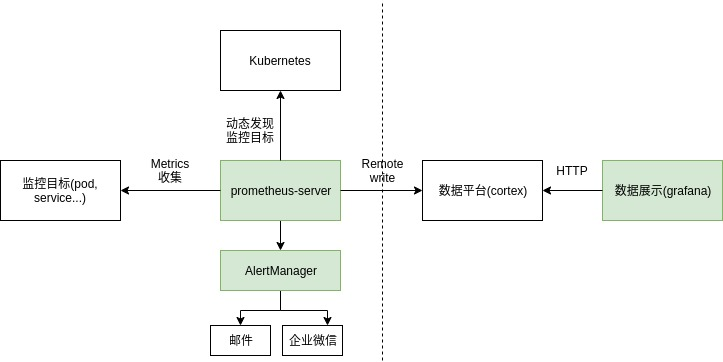 Kubernetes
动态发现
监控目标
Metrics
收集
Remote
write
HTTP
监控目标(pod,
service...)
prometheus-server
数据平台(cortex)
数据展示(grafana)
AlertManager
邮件
企业微信